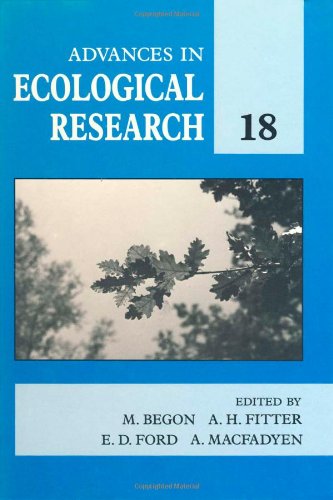 ADVANCES IN
ECOLOGICAL
RESEARCH
18
EDITED BY
M. BEGON A. H. FITTER
E. D. FORD A. MACFADYEN